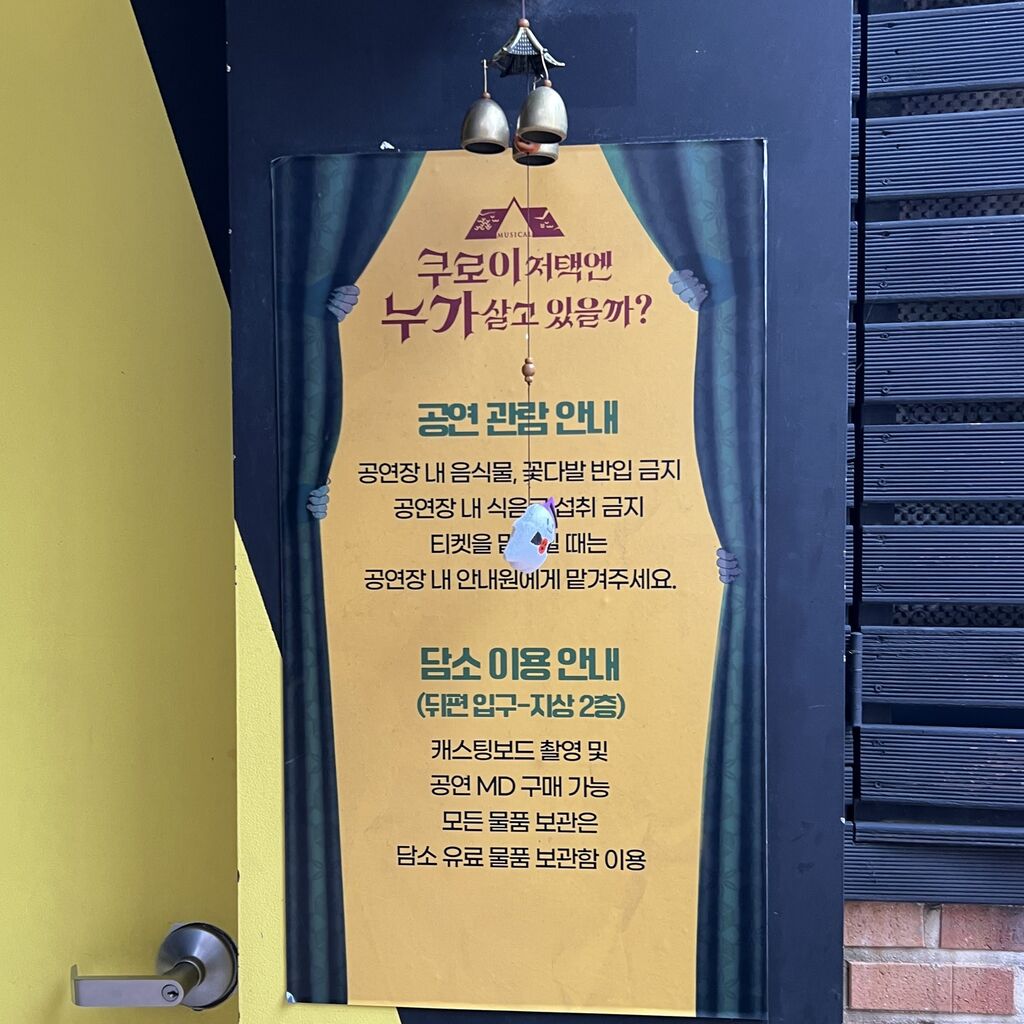 MUSICAL
쿠로이 저택엔
누가 살고 있을까?
공연 관람 안내
공연장 내 음식물, 꽃다발 반입 금지
공연장 내 섭취 금지
티켓을 때는
공연장 내 안내원에게 맡겨주세요.
담소 이용 안내
(뒤편 입구-지상 2층)
캐스팅보드 촬영 및
공연 MD 구매 가능
모든 물품 보관은
담소 유료 물품 보관함 이용